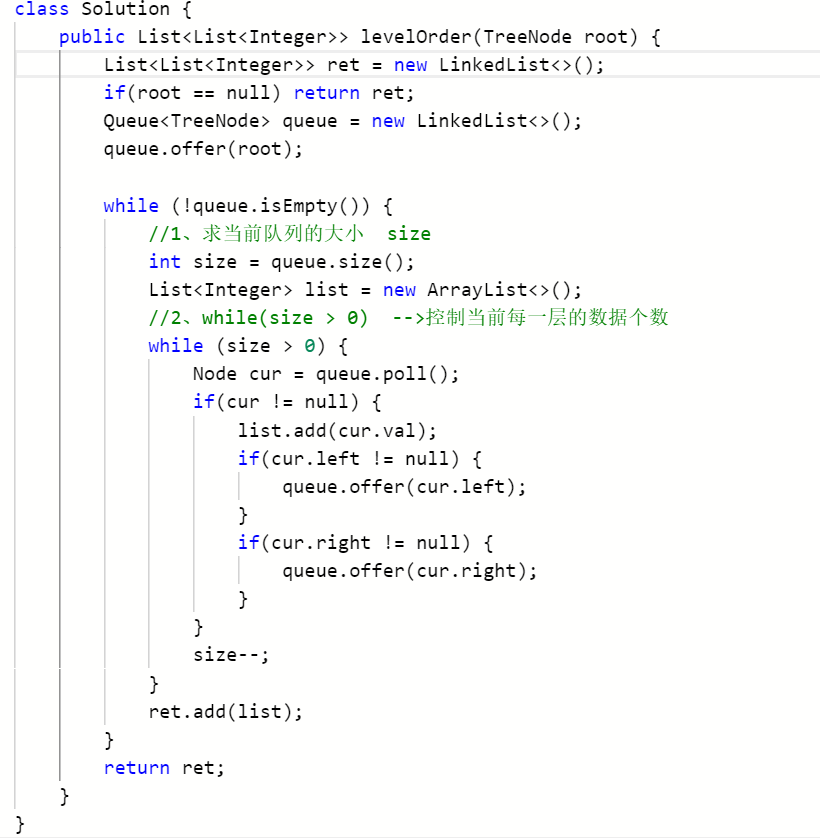 class Solution {
    public List<List<Integer>> levelOrder(TreeNode root) {
        List<List<Integer>> ret = new LinkedList<>();
        if(root == null) return ret;
        Queue<TreeNode> queue = new LinkedList<>();
        queue.offer(root);

        while (!queue.isEmpty()) {
            //1、求当前队列的大小  size
            int size = queue.size();
            List<Integer> list = new ArrayList<>();
            //2、while(size > 0)  -->控制当前每一层的数据个数
            while (size > 0) {
                Node cur = queue.poll();
                if(cur != null) {
                    list.add(cur.val);
                    if(cur.left != null) {
                        queue.offer(cur.left);
                    }
                    if(cur.right != null) {
                        queue.offer(cur.right);
                    }
                }
                size--;
            }
            ret.add(list);
        }
        return ret;
    }
}